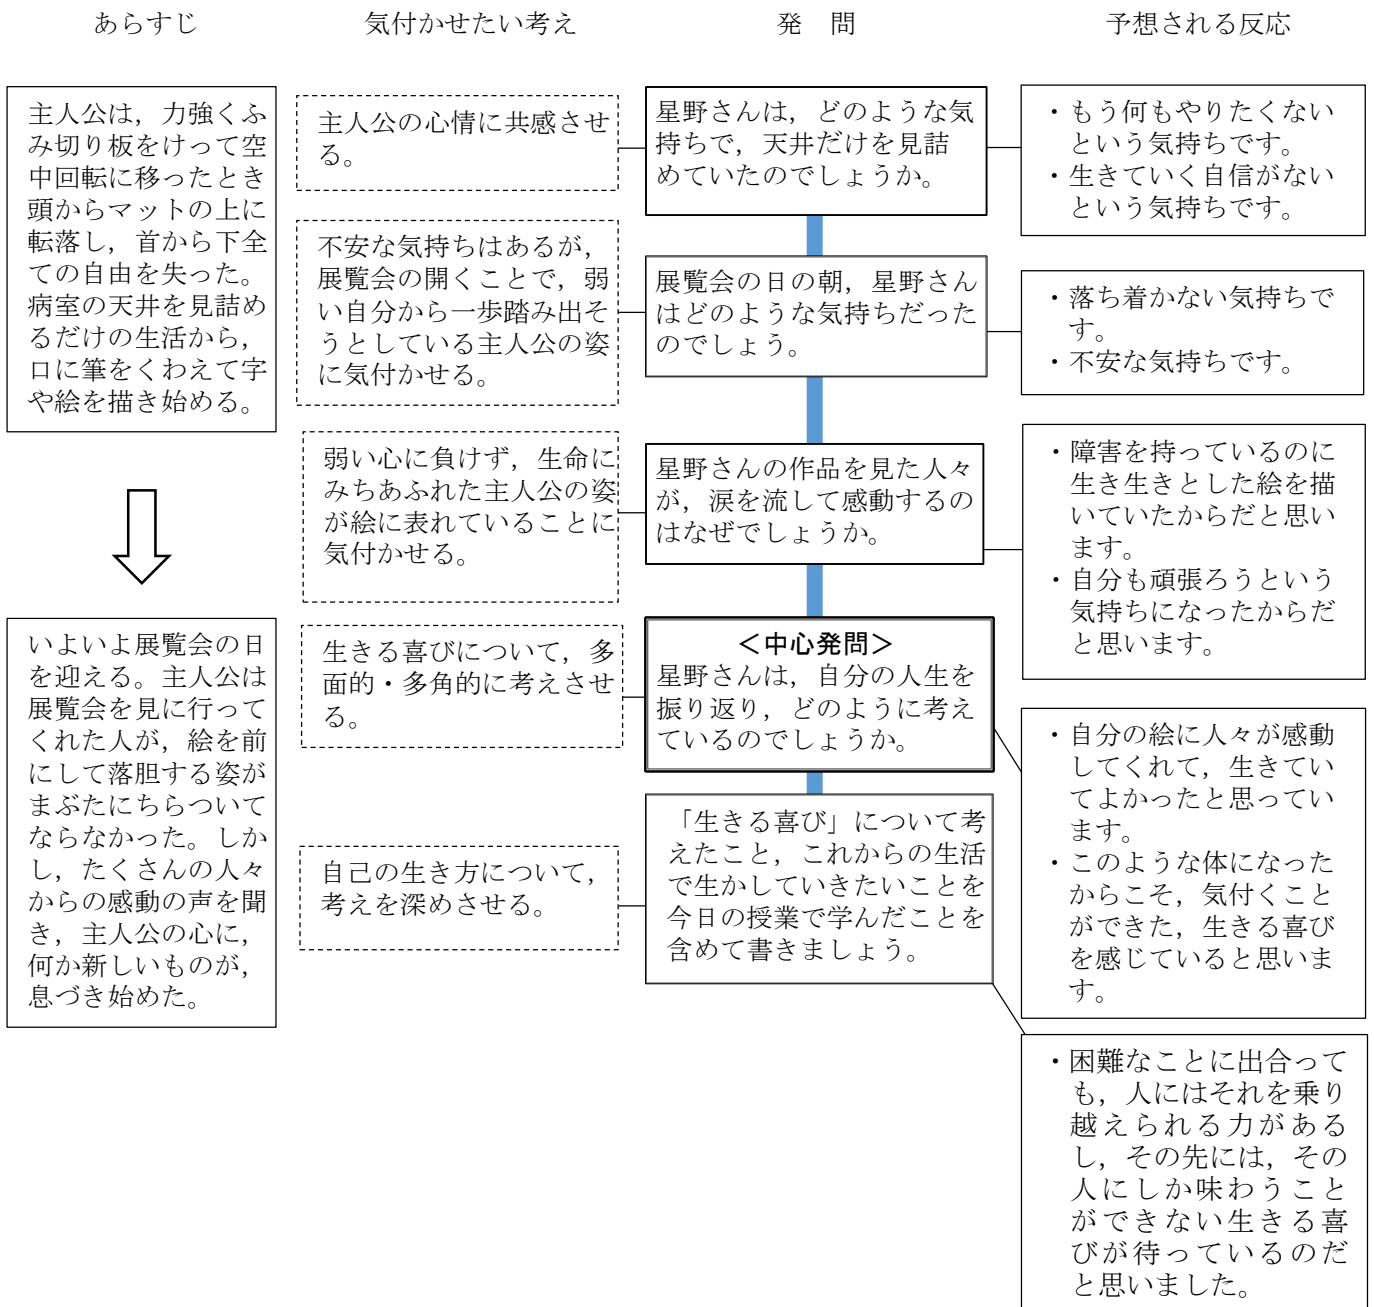 あらすじ
気付かせたい考え
発　問
予想される反応
主人公は，力強くふ
み切り板をけって空
中回転に移ったとき
頭からマットの上に
転落し，首から下全
ての自由を失った。
病室の天井を見詰め
るだけの生活から，
口に筆をくわえて字
や絵を描き始める。
いよいよ展覧会の日
を迎える。主人公は
展覧会を見に行って
くれた人が，絵を前
にして落胆する姿が
まぶたにちらついて
ならなかった。しか
し，たくさんの人々
からの感動の声を聞
き，主人公の心に，
何か新しいものが，
息づき始めた。
主人公の心情に共感させ
る。
不安な気持ちはあるが，
展覧会の開くことで，弱
い自分から一歩踏み出そ
うとしている主人公の姿
に気付かせる。
弱い心に負けず，生命に
みちあふれた主人公の姿
が絵に表れていることに
気付かせる。
生きる喜びについて，多
面的・多角的に考えさせ
る。
自己の生き方について，
考えを深めさせる。
星野さんは，どのような気
持ちで，天井だけを見詰
めていたのでしょうか。
展覧会の日の朝，星野さん
はどのような気持ちだった
のでしょう。
星野さんの作品を見た人々
が，涙を流して感動するの
はなぜでしょうか。
＜中心発問＞
星野さんは，自分の人生を
振り返り，どのように考え
ているのでしょうか。
「生きる喜び」について考
えたこと，これからの生活
で生かしていきたいことを
今日の授業で学んだことを
含めて書きましょう。
・もう何もやりたくない
という気持ちです。
・生きていく自信がない
という気持ちです。
・落ち着かない気持ちで
す。
・不安な気持ちです。
・障害を持っているのに
生き生きとした絵を描
いていたからだと思い
ます。
・自分も頑張ろうという
気持ちになったからだ
と思います。
・自分の絵に人々が感動
してくれて，生きてい
てよかったと思ってい
ます。
・このような体になった
からこそ，気付くこと
ができた，生きる喜び
を感じていると思いま
す。
・困難なことに出合って
も，人にはそれを乗り
越えられる力がある
し，その先には，その
人にしか味わうこと
ができない生きる喜
びが待っているのだ
と思いました。